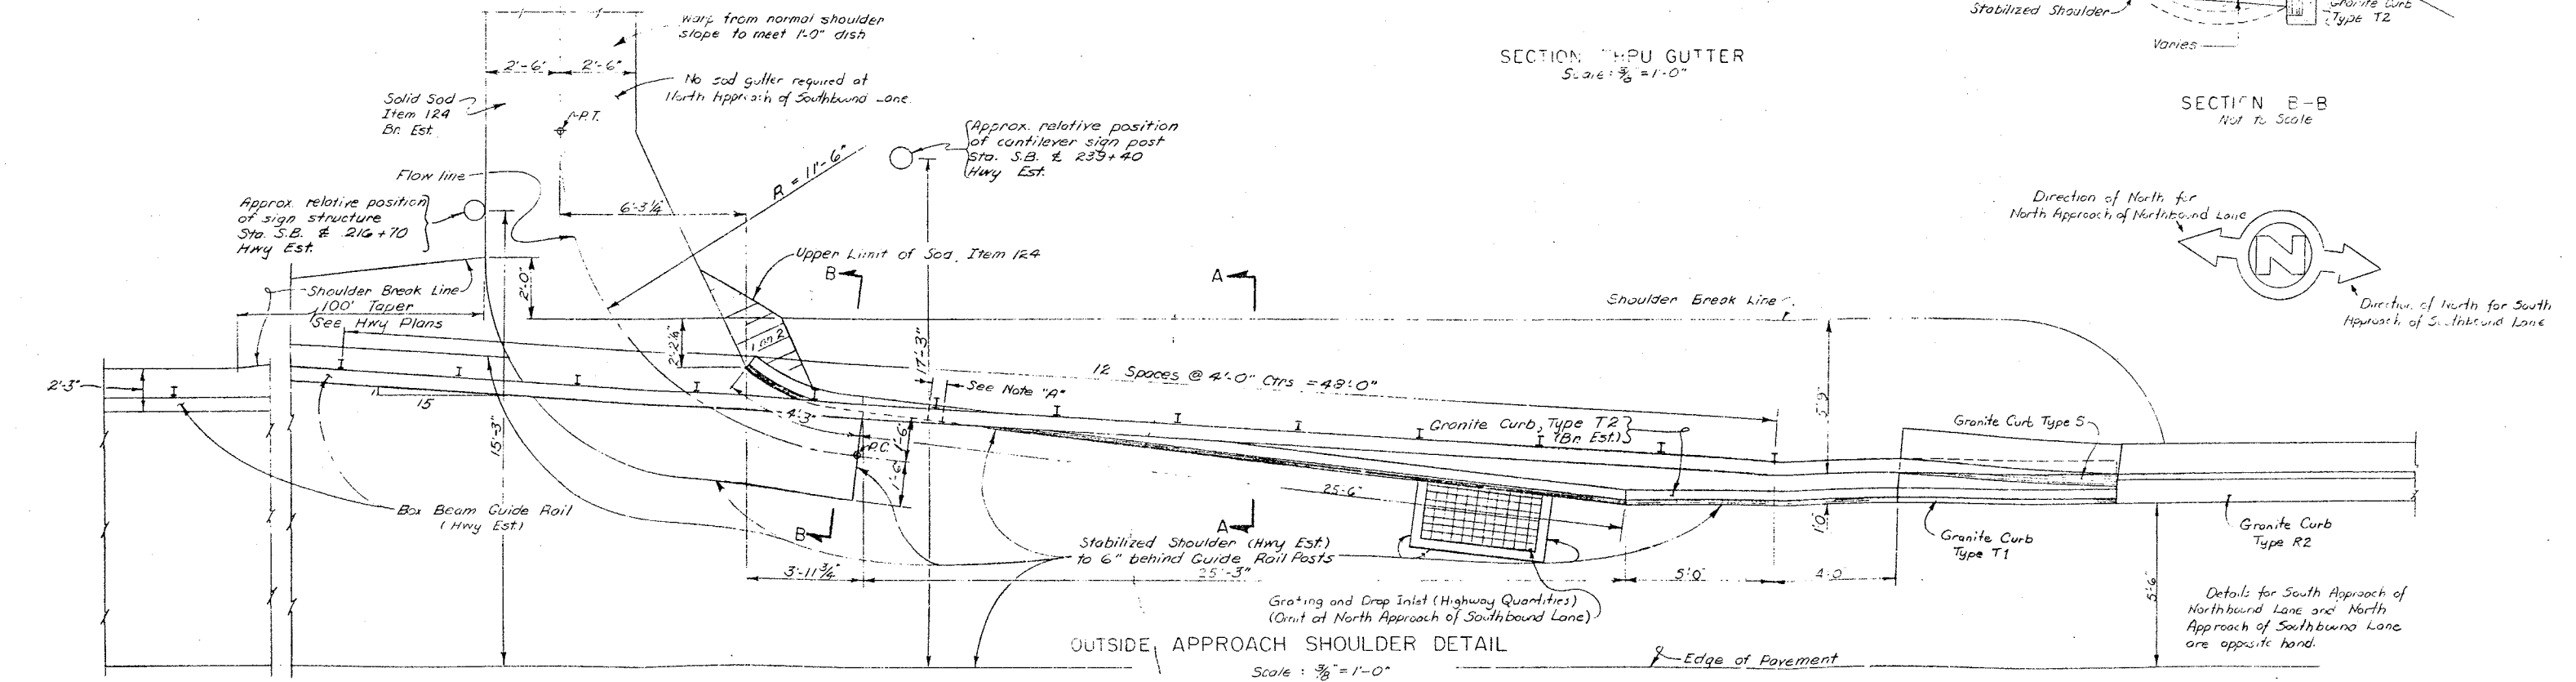 warp from normal shoulder
slope to meet 1'-0" dish
2'-6"
2'-6"
No sod gutter required at
North Approach of Southbound Lane.
Solid Sod
Item 124
Br. Est.
P.T.
Approx. relative position
of cantilever sign post
Sta. S.B. ℄ 239+40
Hwy Est.
R = 11'-6"
Flow line
Approx. relative position
of sign structure
Sta. S.B. ℄ 216+70
Hwy Est.
6'-3¼"
Upper Limit of Sod, Item 124
B
A
2'-0"
Shoulder Break Line
100' Taper
See Hwy Plans
1 on 2
2'-2⅛"
17'-3"
12 Spaces @ 4'-0" Ctrs = 48'-0"
See Note "A"
2'-3"
15
4'-3"
15'-3"
P.C.
1'-6"
1'-6"
Box Beam Guide Rail
(Hwy Est)
B
A
25'-6"
Stabilized Shoulder (Hwy Est.)
to 6" behind Guide Rail Posts
3'-11¾"
25'-3"
5'-0"
4'-0"
Granite Curb, Type T2
(Br. Est.)
Shoulder Break Line
5'-9"
1'-0"
Granite Curb Type S
Granite Curb
Type T1
Granite Curb
Type R2
5'-6"
Grating and Drop Inlet (Highway Quantities)
(Omit at North Approach of Southbound Lane)
Details for South Approach of
Northbound Lane and North
Approach of Southbound Lane
are opposite hand.
OUTSIDE APPROACH SHOULDER DETAIL
Scale : ⅜" = 1'-0"
Edge of Pavement
SECTION THRU GUTTER
Scale : ⅜" = 1'-0"
Stabilized Shoulder
Granite Curb
Type T2
Varies
SECTION B-B
Not to Scale
Direction of North for
North Approach of Northbound Lane
N
Direction of North for South
Approach of Southbound Lane